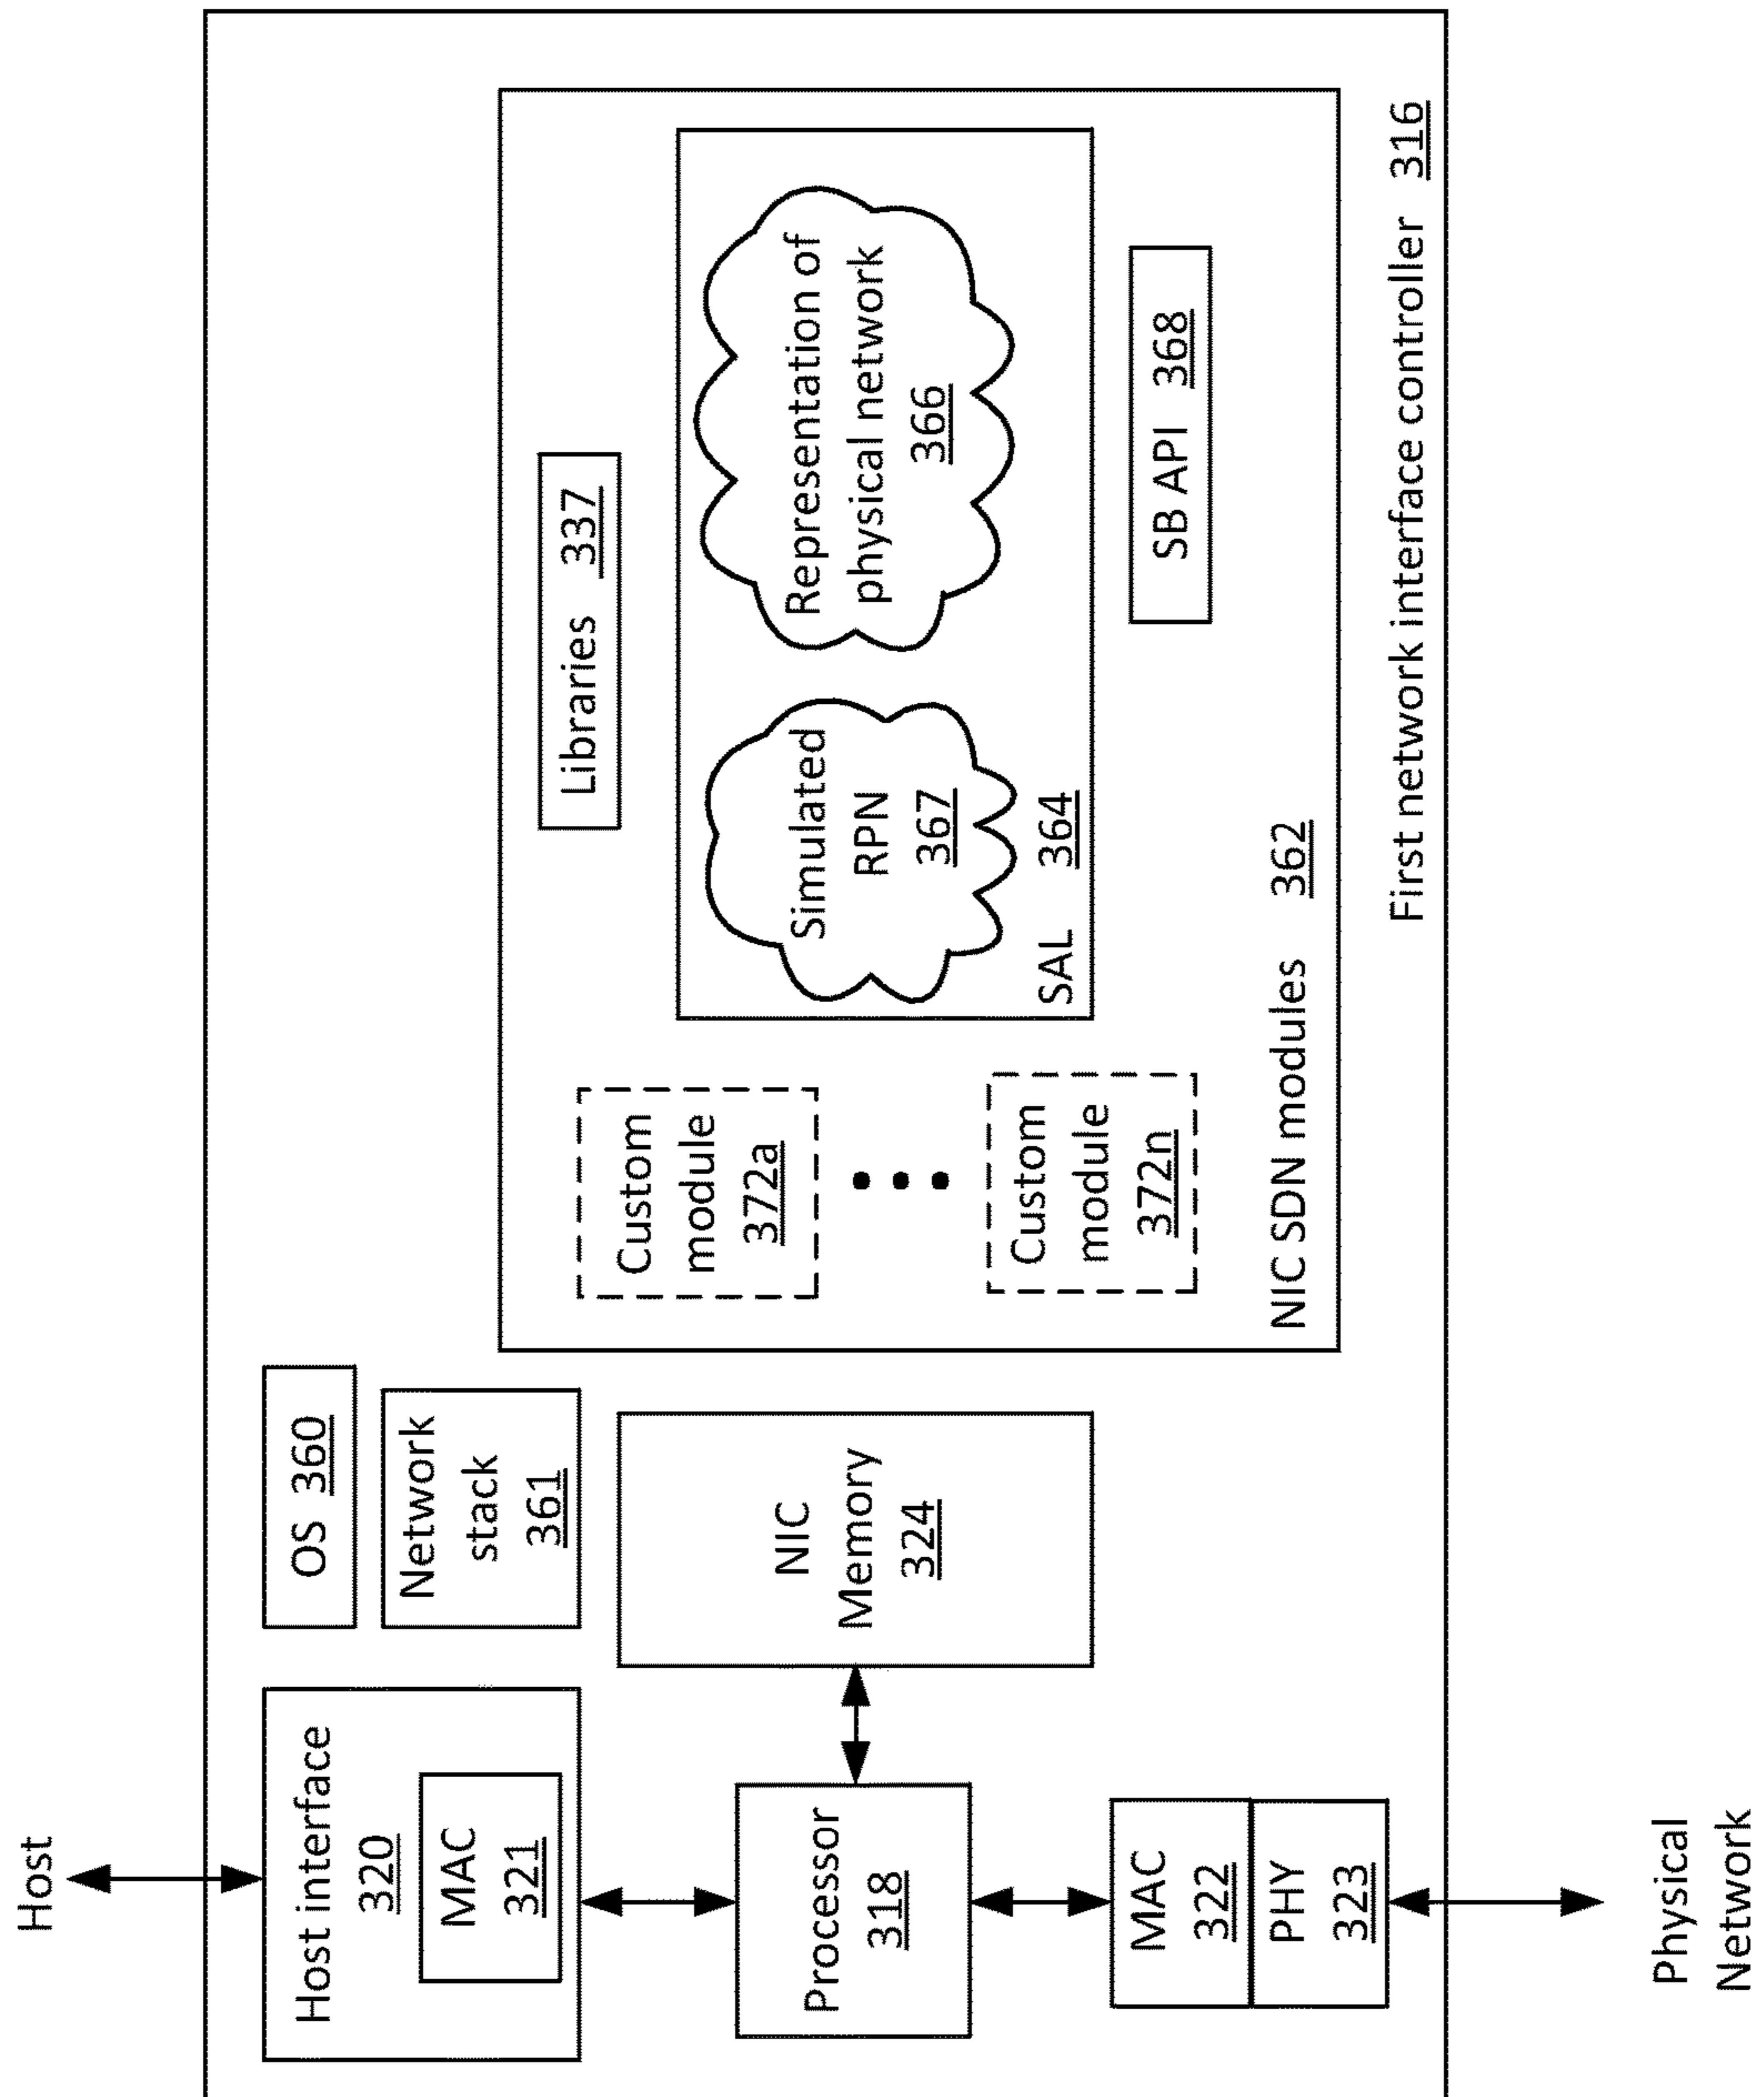 Host
Host interface
320
MAC
321
OS 360
Network
stack
361
Processor
318
NIC
Memory
324
MAC
322
PHY
323
Physical
Network
Libraries 337
Custom
module
372a
Custom
module
372n
Simulated
RPN
367
Representation of
physical network
366
SAL 364
SB API 368
NIC SDN modules 362
First network interface controller 316